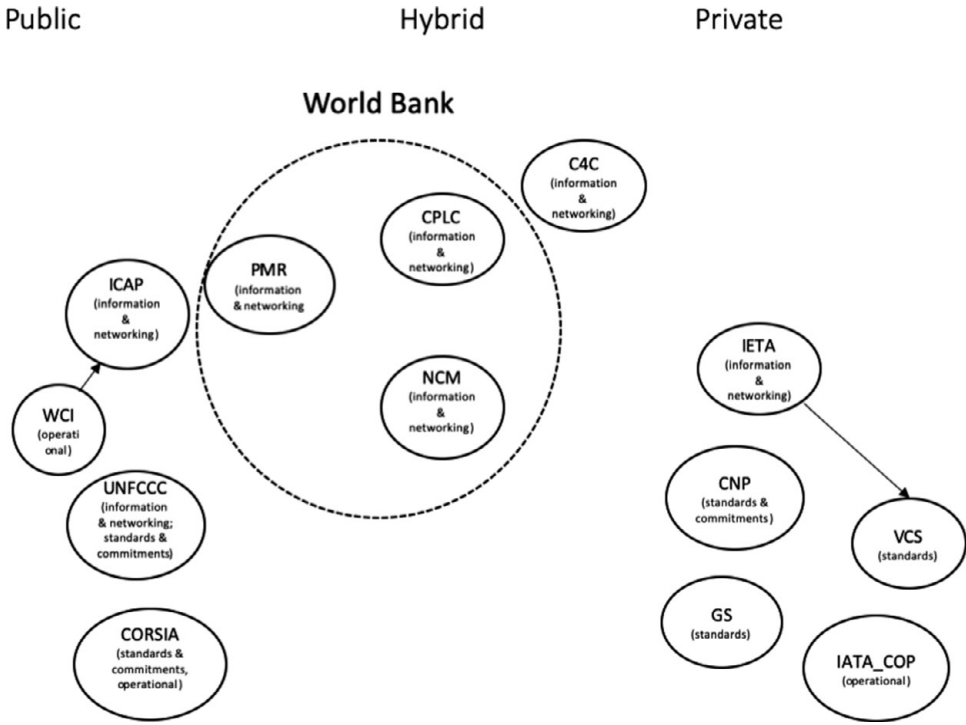 Public
Hybrid
Private
World Bank
C4C
(information
&
networking)
CPLC
(information
&
networking)
PMR
(information
& networking
ICAP
(information
&
networking)
IETA
(information
&
networking)
NCM
(information
&
networking)
WCI
(operati
onal)
UNFCCC
(information
& networking;
standards &
commitments)
CNP
(standards &
commitments)
VCS
(standards)
GS
(standards)
CORSIA
(standards &
commitments,
operational)
IATA_COP
(operational)